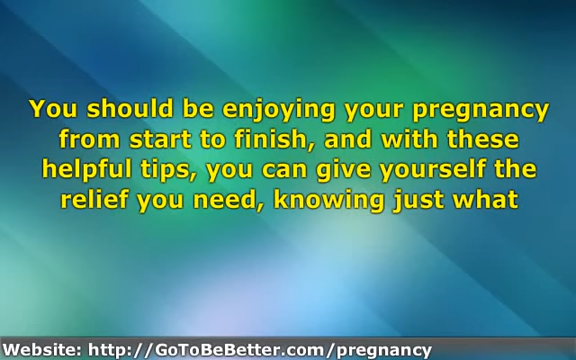 You should be enjoying your pregnancy
from start to finish, and with these
helpful tips, you can give yourself the
relief you need, knowing just what
Website: http://GoToBeBetter.com/pregnancy